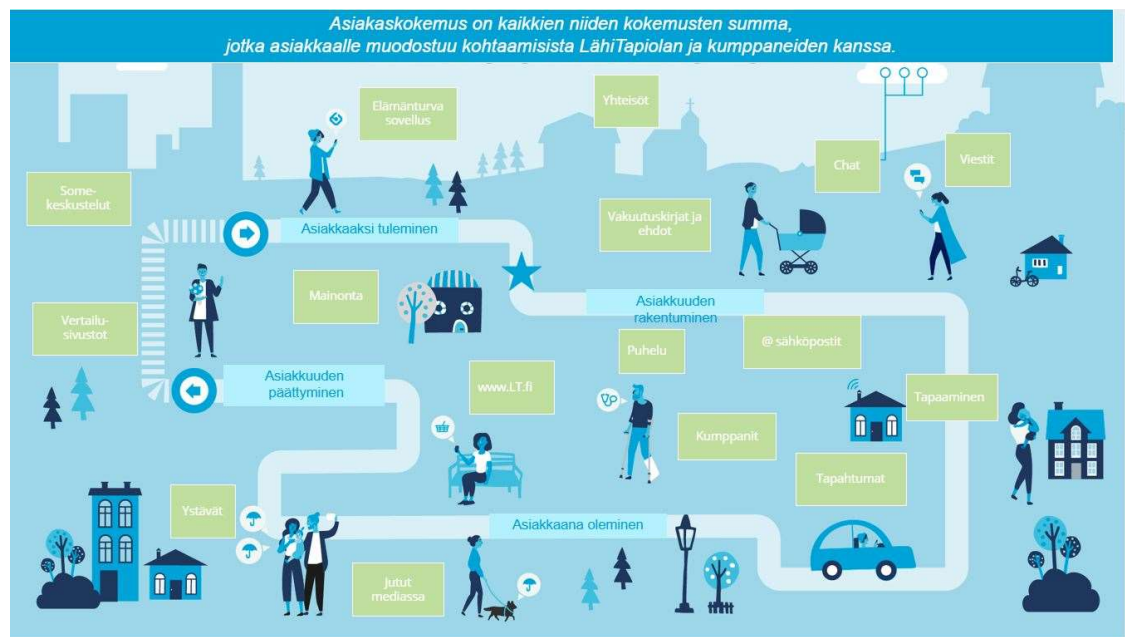 Asiakaskokemus on kaikkien niiden kokemusten summa,
jotka asiakkaalle muodostuu kohtaamisista LähiTapiolan ja kumppaneiden kanssa.
Elämänturva
sovellus
Yhteisöt
Chat
Viestit
Some-
keskustelut
Asiakkaaksi tuleminen
Vakuutuskirjat ja
ehdot
Mainonta
Asiakkuuden
rakentuminen
Vertailu-
sivustot
Puhelu
@ sähköpostit
Asiakkuuden
päättyminen
www.LT.fi
Tapaaminen
Kumppanit
Tapahtumat
Ystävät
Asiakkaana oleminen
Jutut
mediassa